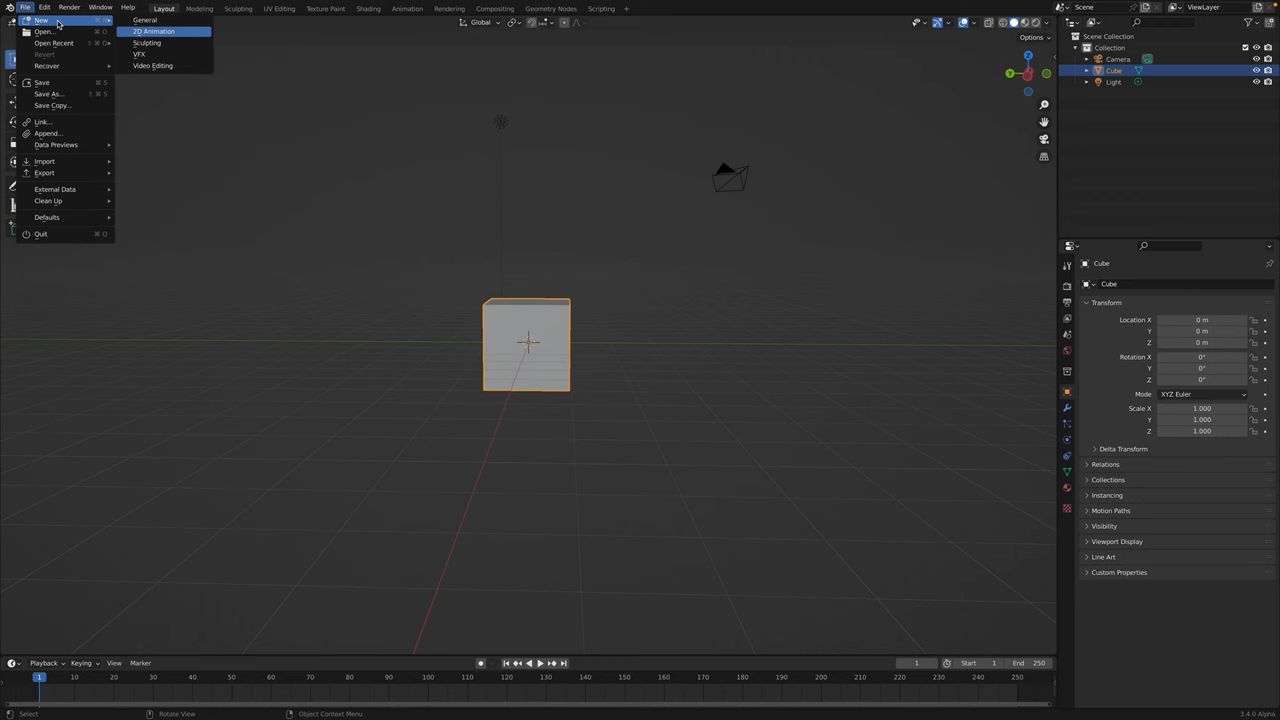 File Edit Render Window Help Layout Modeling Sculpting UV Editing Texture Paint Shading Animation Rendering Compositing Geometry Nodes Scripting + Scene ViewLayer
New ⌘ N
Open... ⌘ O
Open Recent ⇧ ⌘ O
Revert
Recover
Save ⌘ S
Save As... ⇧ ⌘ S
Save Copy...
Link...
Append...
Data Previews
Import
Export
External Data
Clean Up
Defaults
Quit ⌘ Q
General
2D Animation
Sculpting
VFX
Video Editing
Global
Options
Z
Y
Scene Collection
Collection
Camera
Cube
Light
Cube
Cube
Transform
Location X 0 m
Y 0 m
Z 0 m
Rotation X 0°
Y 0°
Z 0°
Mode XYZ Euler
Scale X 1.000
Y 1.000
Z 1.000
Delta Transform
Relations
Collections
Instancing
Motion Paths
Visibility
Viewport Display
Line Art
Custom Properties
Playback Keying View Marker 1 Start 1 End 250
1 10 20 30 40 50 60 70 80 90 100 110 120 130 140 150 160 170 180 190 200 210 220 230 240 250
Select Rotate View Object Context Menu 3.4.0 Alpha